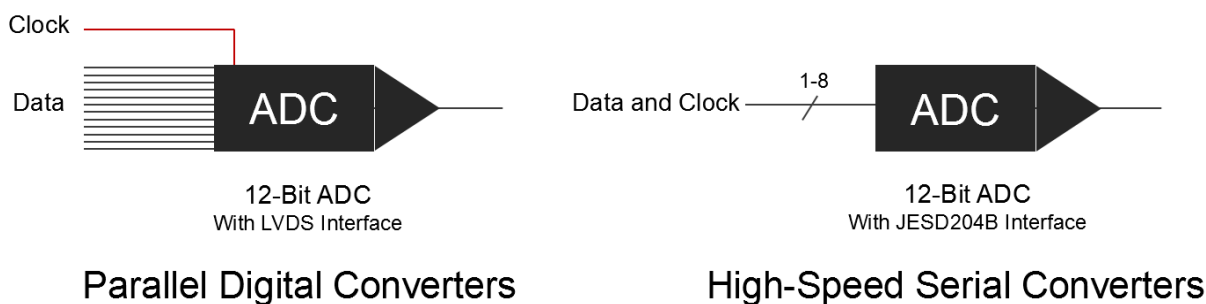 Clock
Data
ADC
12-Bit ADC
With LVDS Interface
Parallel Digital Converters
Data and Clock
1-8
ADC
12-Bit ADC
With JESD204B Interface
High-Speed Serial Converters